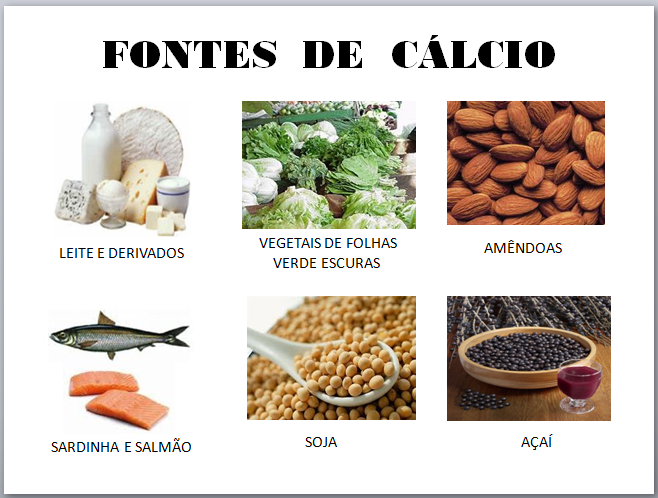 FONTES DE CÁLCIO
LEITE E DERIVADOS
VEGETAIS DE FOLHAS
VERDE ESCURAS
AMÊNDOAS
SARDINHA E SALMÃO
SOJA
AÇAÍ